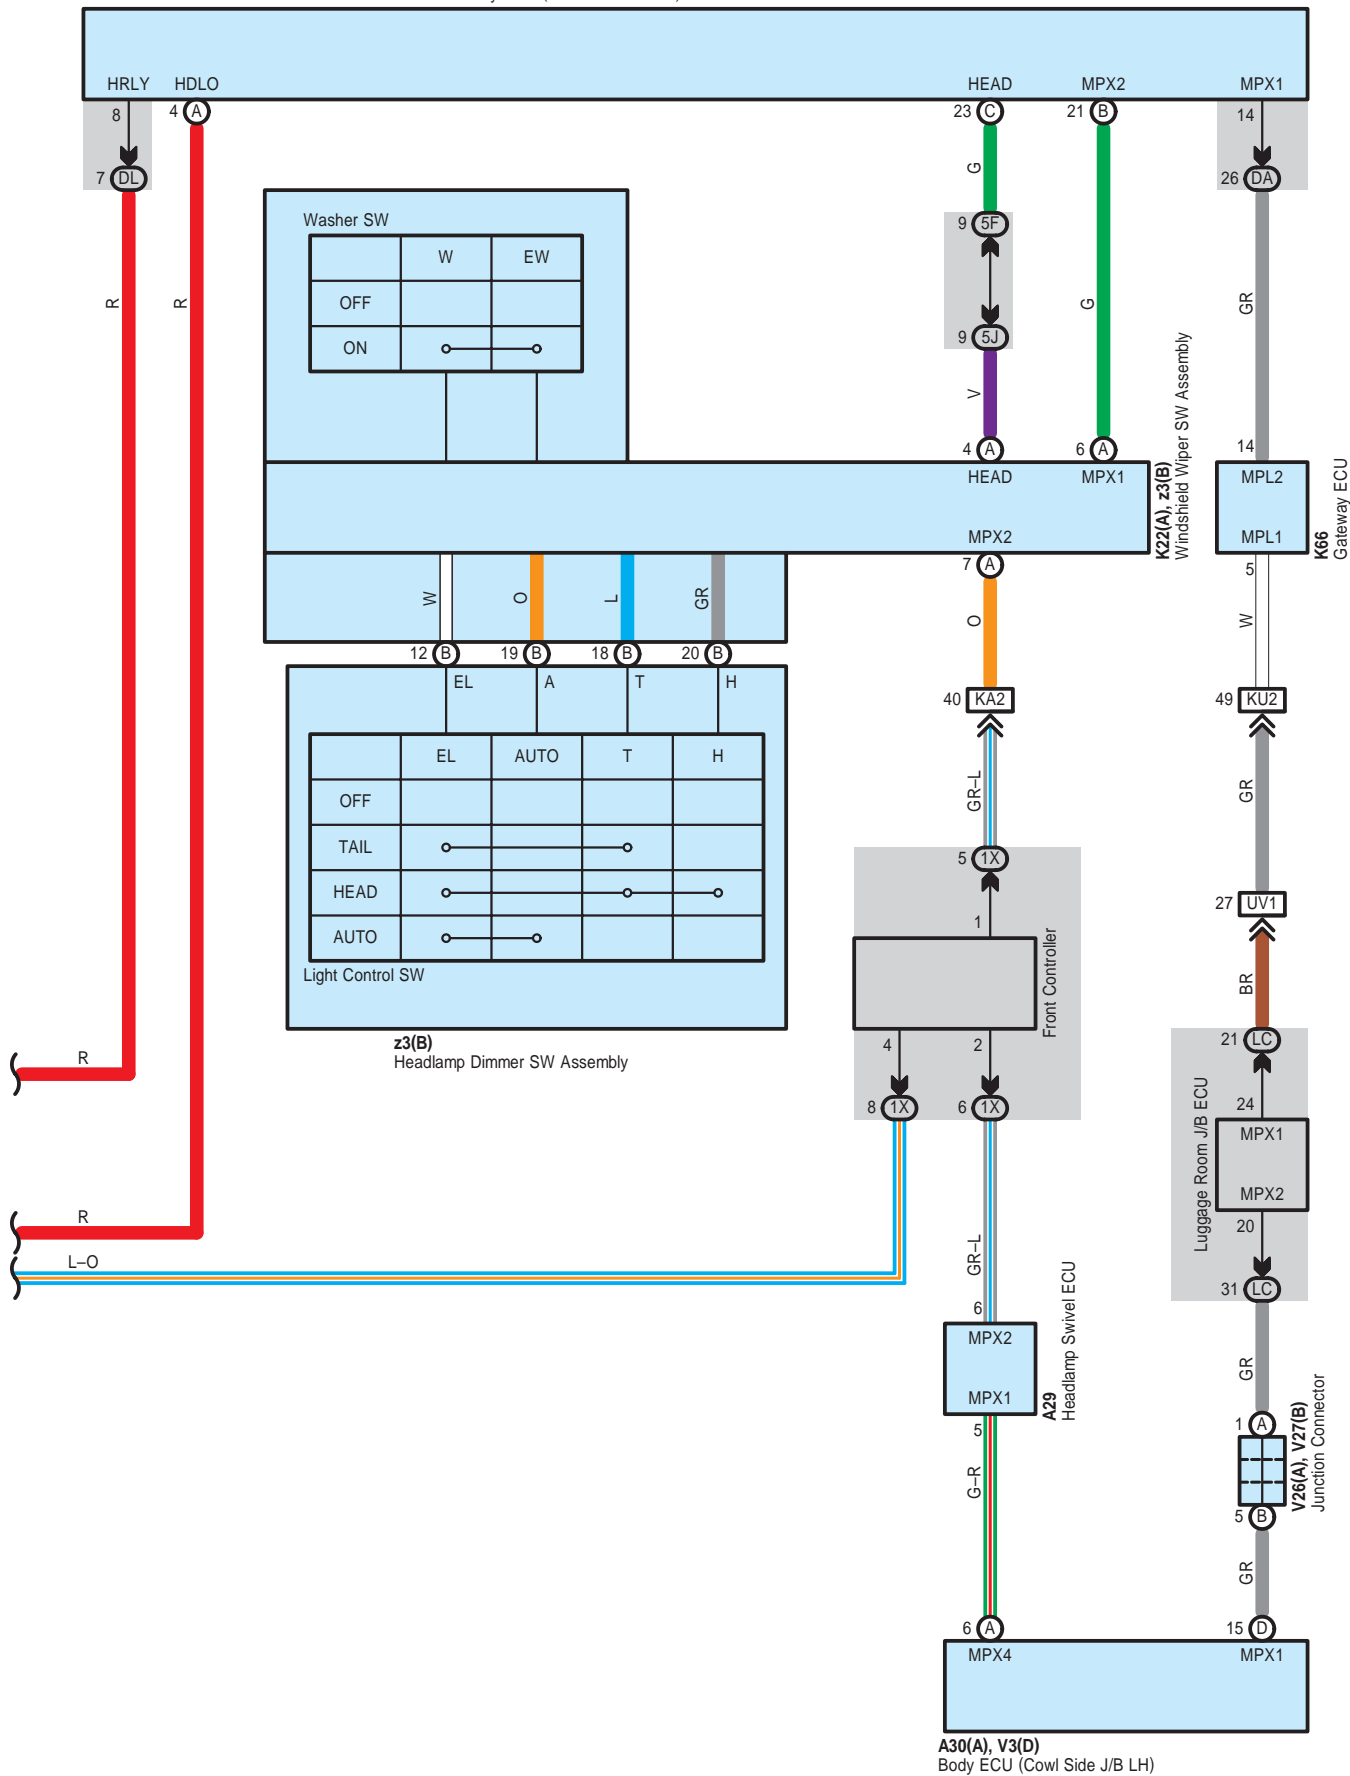 HRLY HDLO HEAD MPX2 MPX1
8 4 A 23 C 21 B 14
7 DL 26 DA
R R G G GR
Washer SW
W EW
OFF
ON
9 5F
9 5J
V
4 A 6 A 14
HEAD MPX1 MPL2
MPX2 MPL1
K22(A), z3(B)
Windshield Wiper SW Assembly
K66
Gateway ECU
7 A 5
W O L GR O W
12 B 19 B 18 B 20 B
EL A T H
40 KA2 49 KU2
EL AUTO T H
OFF
TAIL
HEAD
AUTO
Light Control SW
z3(B)
Headlamp Dimmer SW Assembly
GR–L GR
5 1X 27 UV1
1
Front Controller
BR
4 2 21 LC
8 1X 6 1X 24
MPX1
MPX2
Luggage Room J/B ECU
20
31 LC
R
R
L–O
GR–L
6
MPX2
MPX1
A29
Headlamp Swivel ECU
5
G–R
GR
1 A
V26(A), V27(B)
Junction Connector
5 B
GR
6 A 15 D
MPX4 MPX1
A30(A), V3(D)
Body ECU (Cowl Side J/B LH)